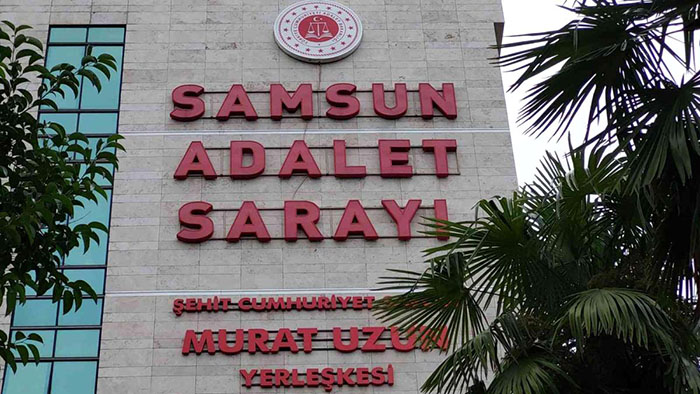 SAMSUN
ADALET
SARAYI
ŞEHİT CUMHURİYET
MURAT UZUN
YERLEŞKESİ